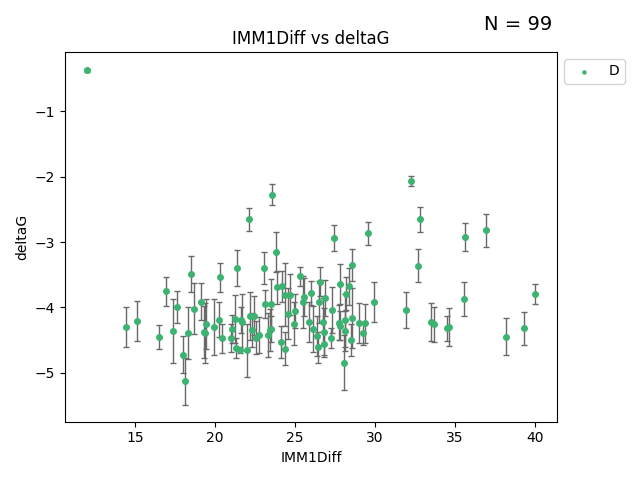 N = 99
IMM1Diff vs deltaG
D
deltaG
−1
−2
−3
−4
−5
15 20 25 30 35 40
IMM1Diff